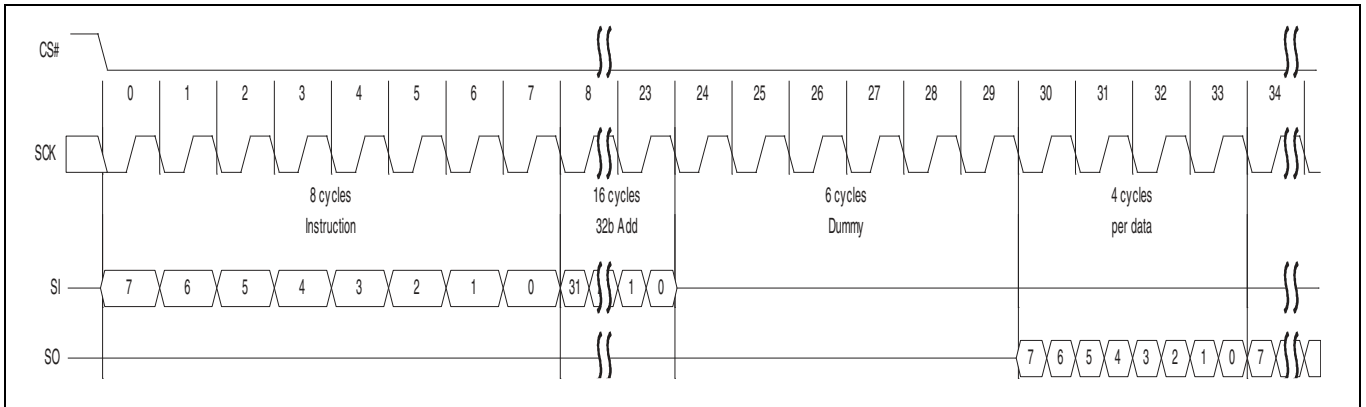 CS#
0 1 2 3 4 5 6 7 8 23 24 25 26 27 28 29 30 31 32 33 34
SCK
8 cycles 16 cycles 6 cycles 4 cycles
Instruction 32b Add Dummy per data
SI 7 6 5 4 3 2 1 0 31 1 0
SO 7 6 5 4 3 2 1 0 7